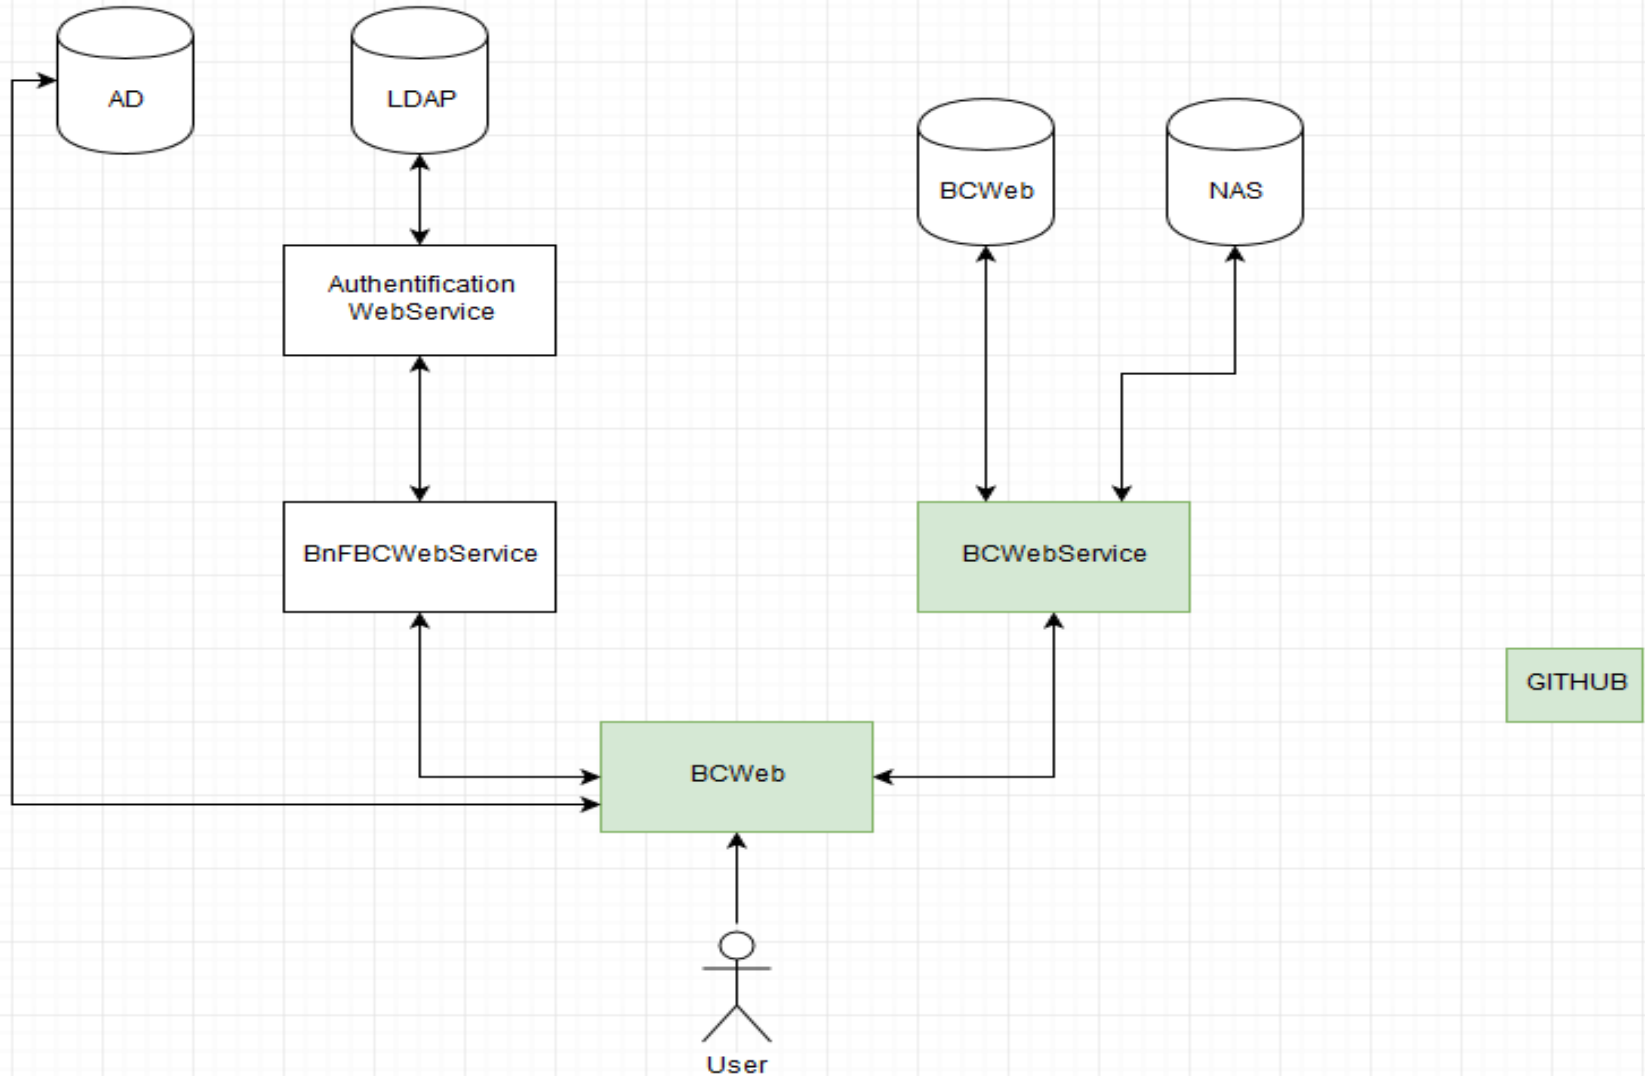 AD
LDAP
BCWeb
NAS
Authentification
WebService
BnFBCWebService
BCWebService
GITHUB
BCWeb
User